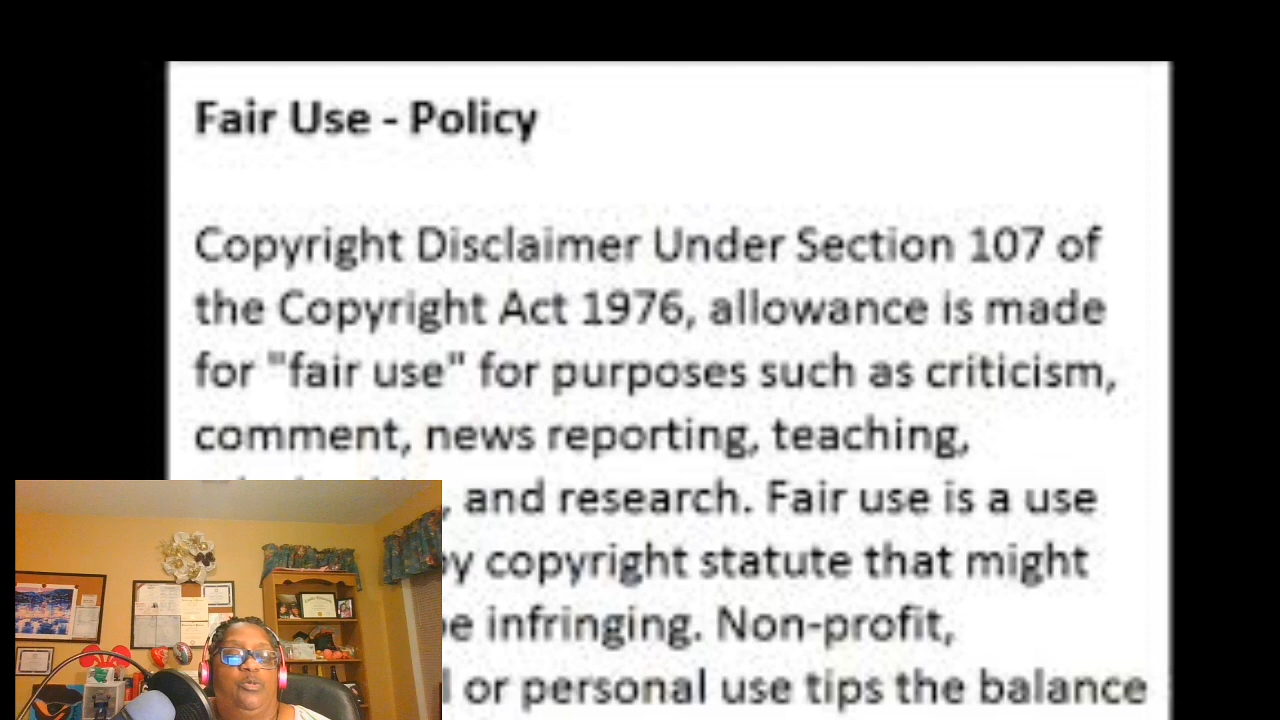 Fair Use - Policy
Copyright Disclaimer Under Section 107 of
the Copyright Act 1976, allowance is made
for "fair use" for purposes such as criticism,
comment, news reporting, teaching,
, and research. Fair use is a use
copyright statute that might
infringing. Non-profit,
or personal use tips the balance